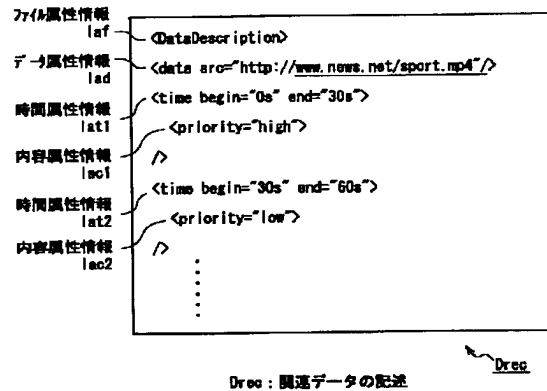 ファイル属性情報
Iaf
<DataDescription>
データ属性情報
Iad
<data src="http://www.news.net/sport.mp4"/>
時間属性情報
Iat1
<time begin="0s" end="30s">
内容属性情報
Iac1
<priority="high">
/>
時間属性情報
Iat2
<time begin="30s" end="60s">
内容属性情報
Iac2
<priority="low">
/>
Drec
Drec : 関連データの記述